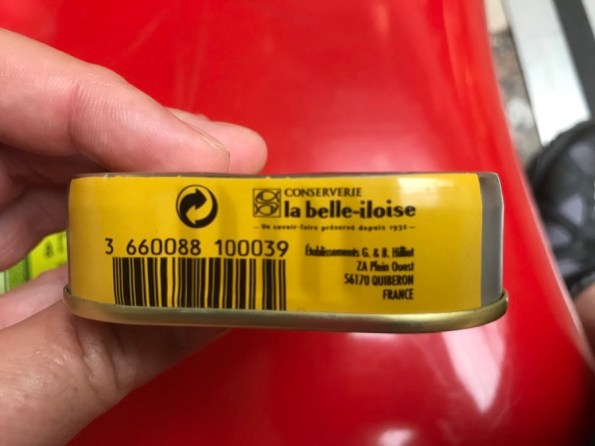 CONSERVERIE
la belle-iloise
Un savoir-faire préservé depuis 1932
3 660088 100039
Établissements G. & B. Hilliet
ZA Plein Ouest
56170 QUIBERON
FRANCE